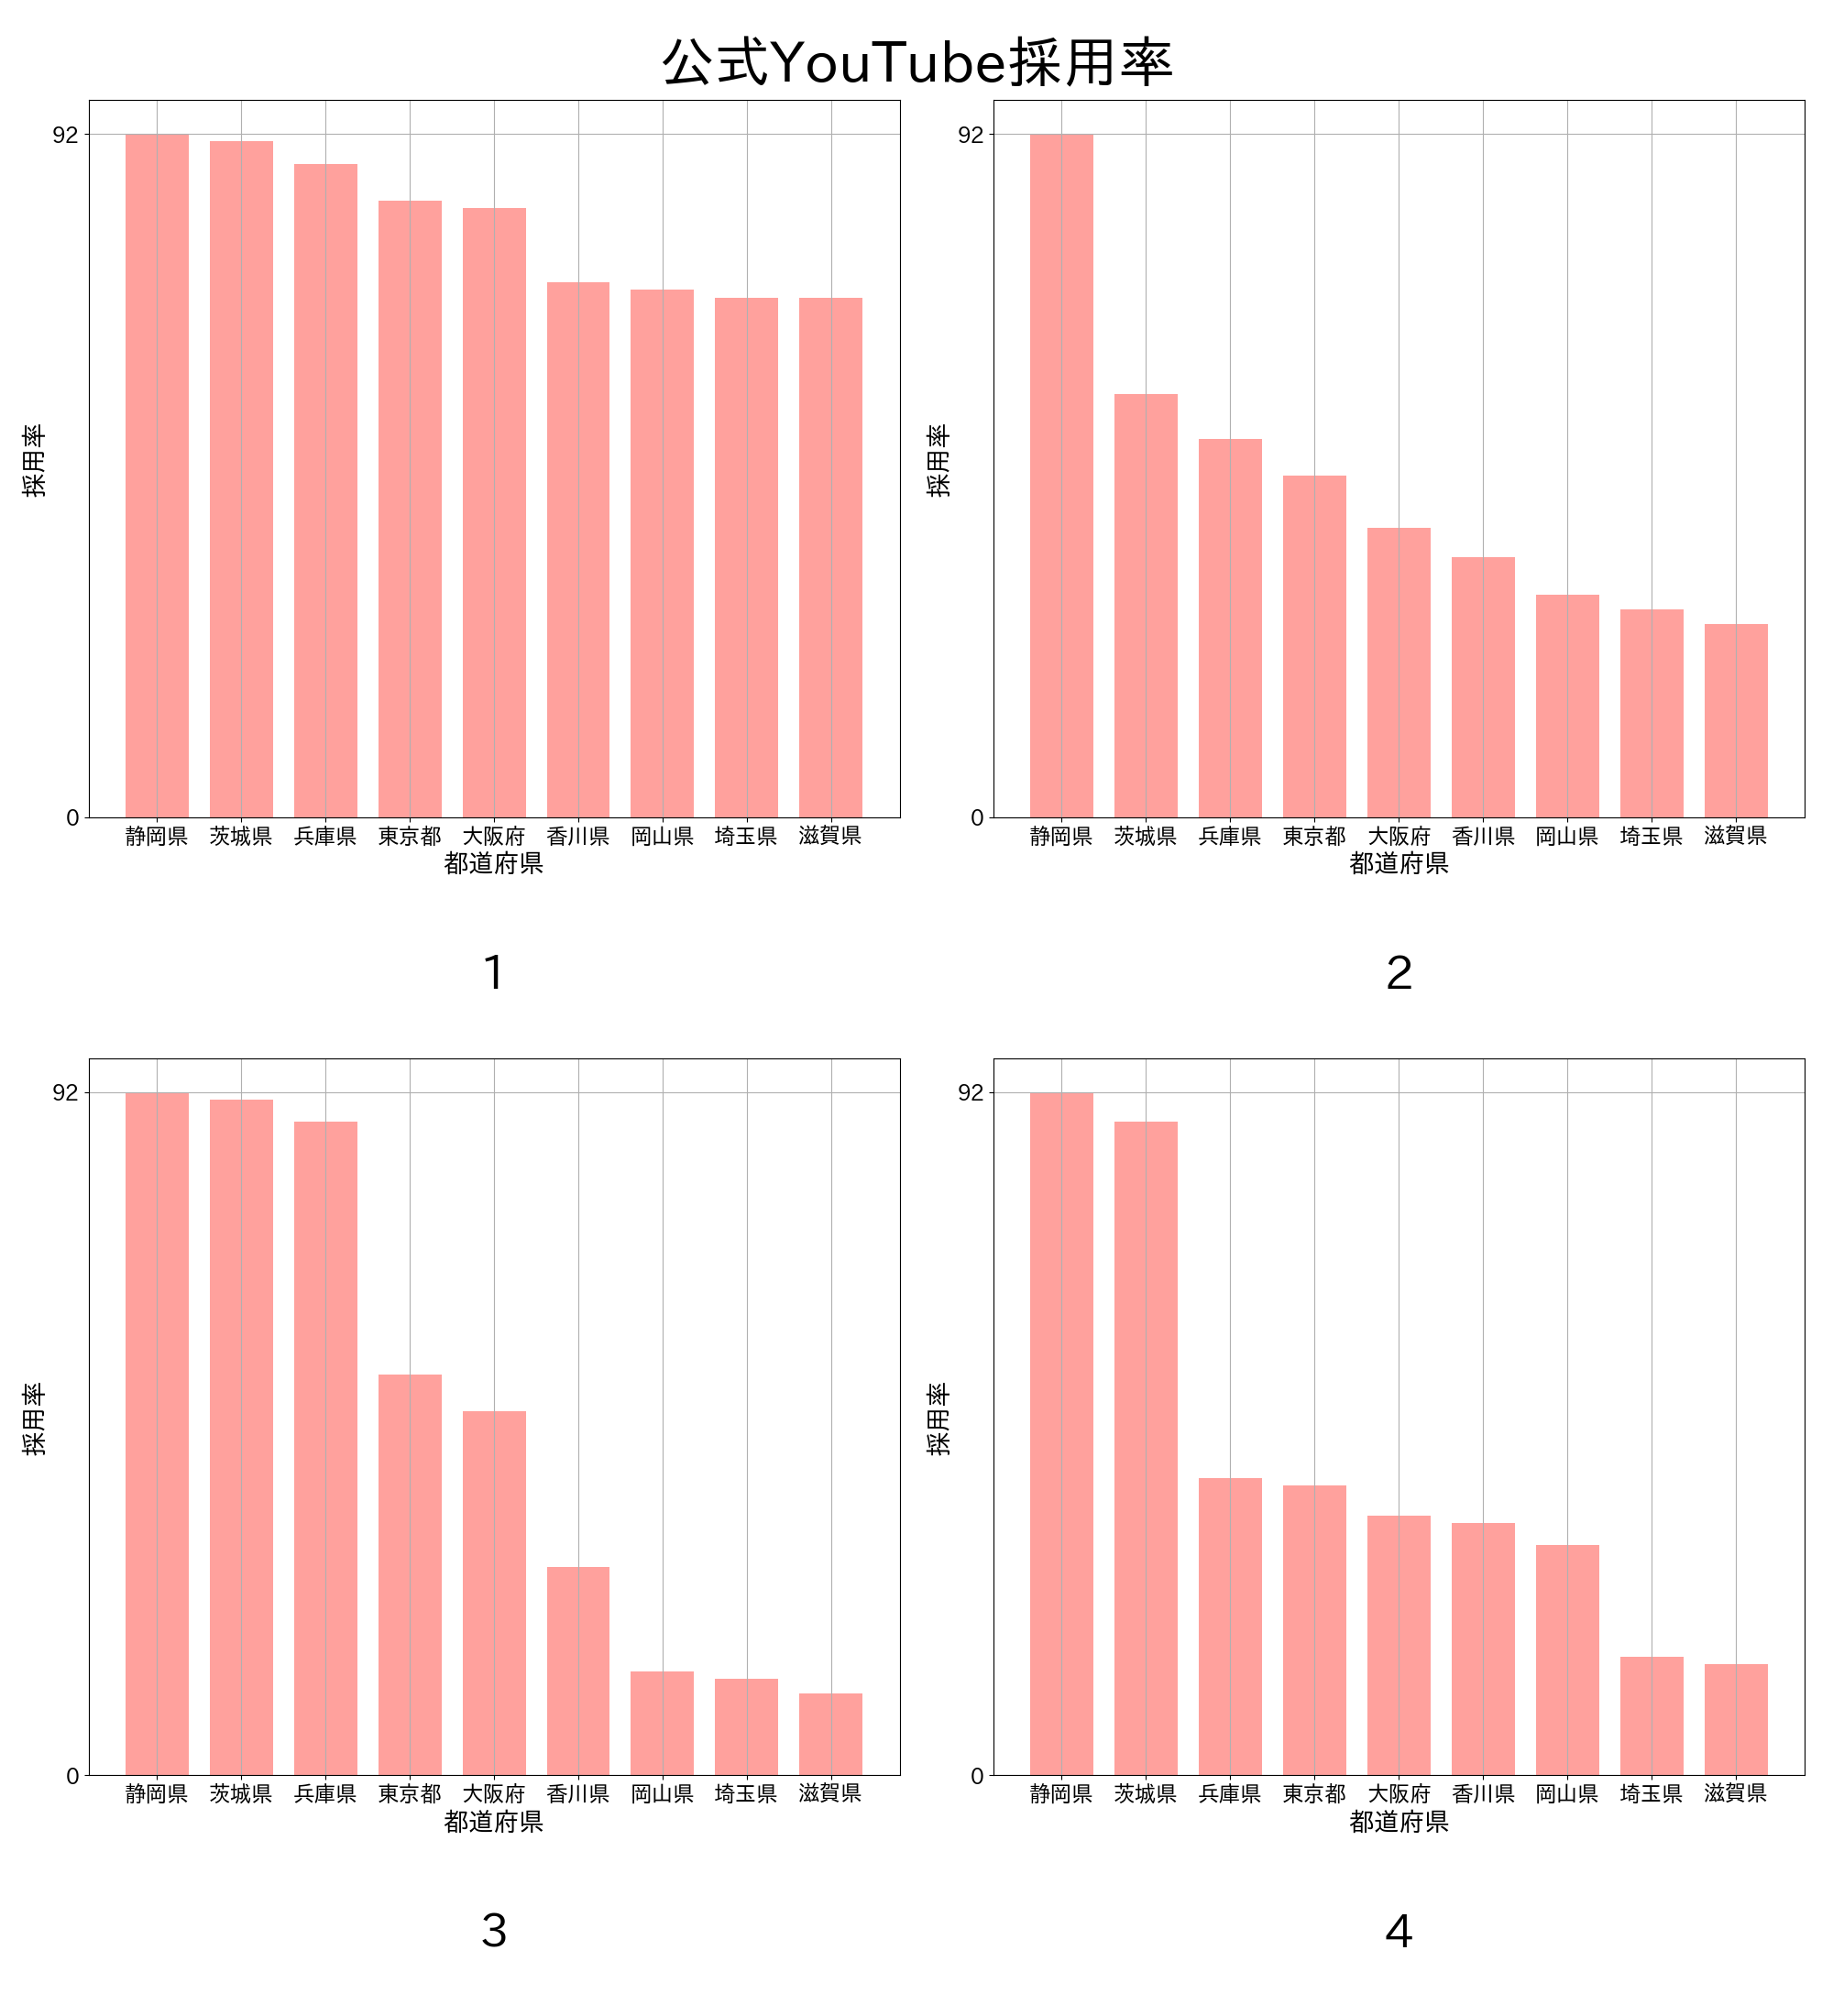 公式YouTube採用率
92
0
採用率
静岡県 茨城県 兵庫県 東京都 大阪府 香川県 岡山県 埼玉県 滋賀県
都道府県
1
92
0
採用率
静岡県 茨城県 兵庫県 東京都 大阪府 香川県 岡山県 埼玉県 滋賀県
都道府県
2
92
0
採用率
静岡県 茨城県 兵庫県 東京都 大阪府 香川県 岡山県 埼玉県 滋賀県
都道府県
3
92
0
採用率
静岡県 茨城県 兵庫県 東京都 大阪府 香川県 岡山県 埼玉県 滋賀県
都道府県
4